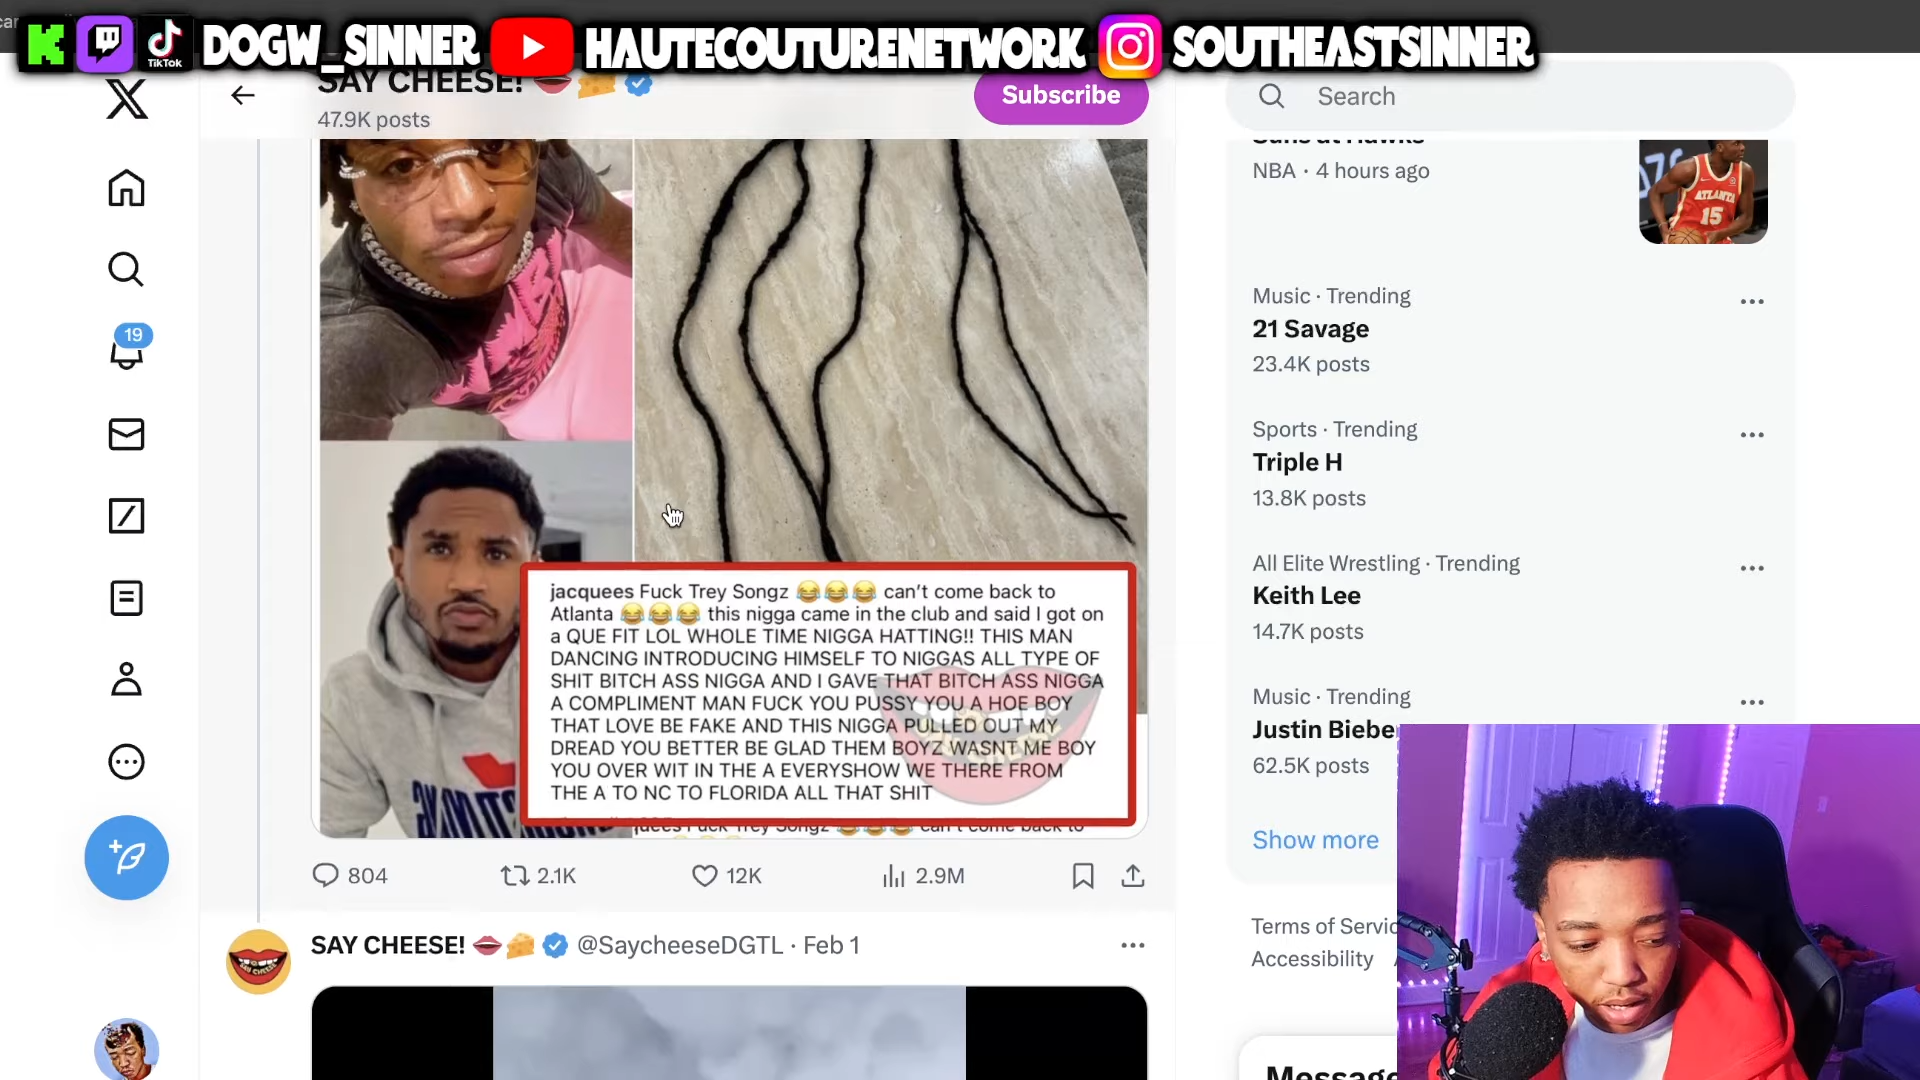 TikTok
DOGW_SINNER
HAUTECOUTURENETWORK
SOUTHEASTSINNER
SAY CHEESE!
47.9K posts
Subscribe
Search
NBA · 4 hours ago
ATLANTA
15
Music · Trending
21 Savage
23.4K posts
Sports · Trending
Triple H
13.8K posts
All Elite Wrestling · Trending
Keith Lee
14.7K posts
Music · Trending
Justin Bieber
62.5K posts
Show more
Terms of Servic
Accessibility
Message
19
jacquees Fuck Trey Songz 😂😂😂 can't come back to
Atlanta 😂😂😂 this nigga came in the club and said I got on
a QUE FIT LOL WHOLE TIME NIGGA HATTING!! THIS MAN
DANCING INTRODUCING HIMSELF TO NIGGAS ALL TYPE OF
SHIT BITCH ASS NIGGA AND I GAVE THAT BITCH ASS NIGGA
A COMPLIMENT MAN FUCK YOU PUSSY YOU A HOE BOY
THAT LOVE BE FAKE AND THIS NIGGA PULLED OUT MY
DREAD YOU BETTER BE GLAD THEM BOYZ WASNT ME BOY
YOU OVER WIT IN THE A EVERYSHOW WE THERE FROM
THE A TO NC TO FLORIDA ALL THAT SHIT
804
2.1K
12K
2.9M
SAY CHEESE! 👄🧀 @SaycheeseDGTL · Feb 1
SAY CHEESE